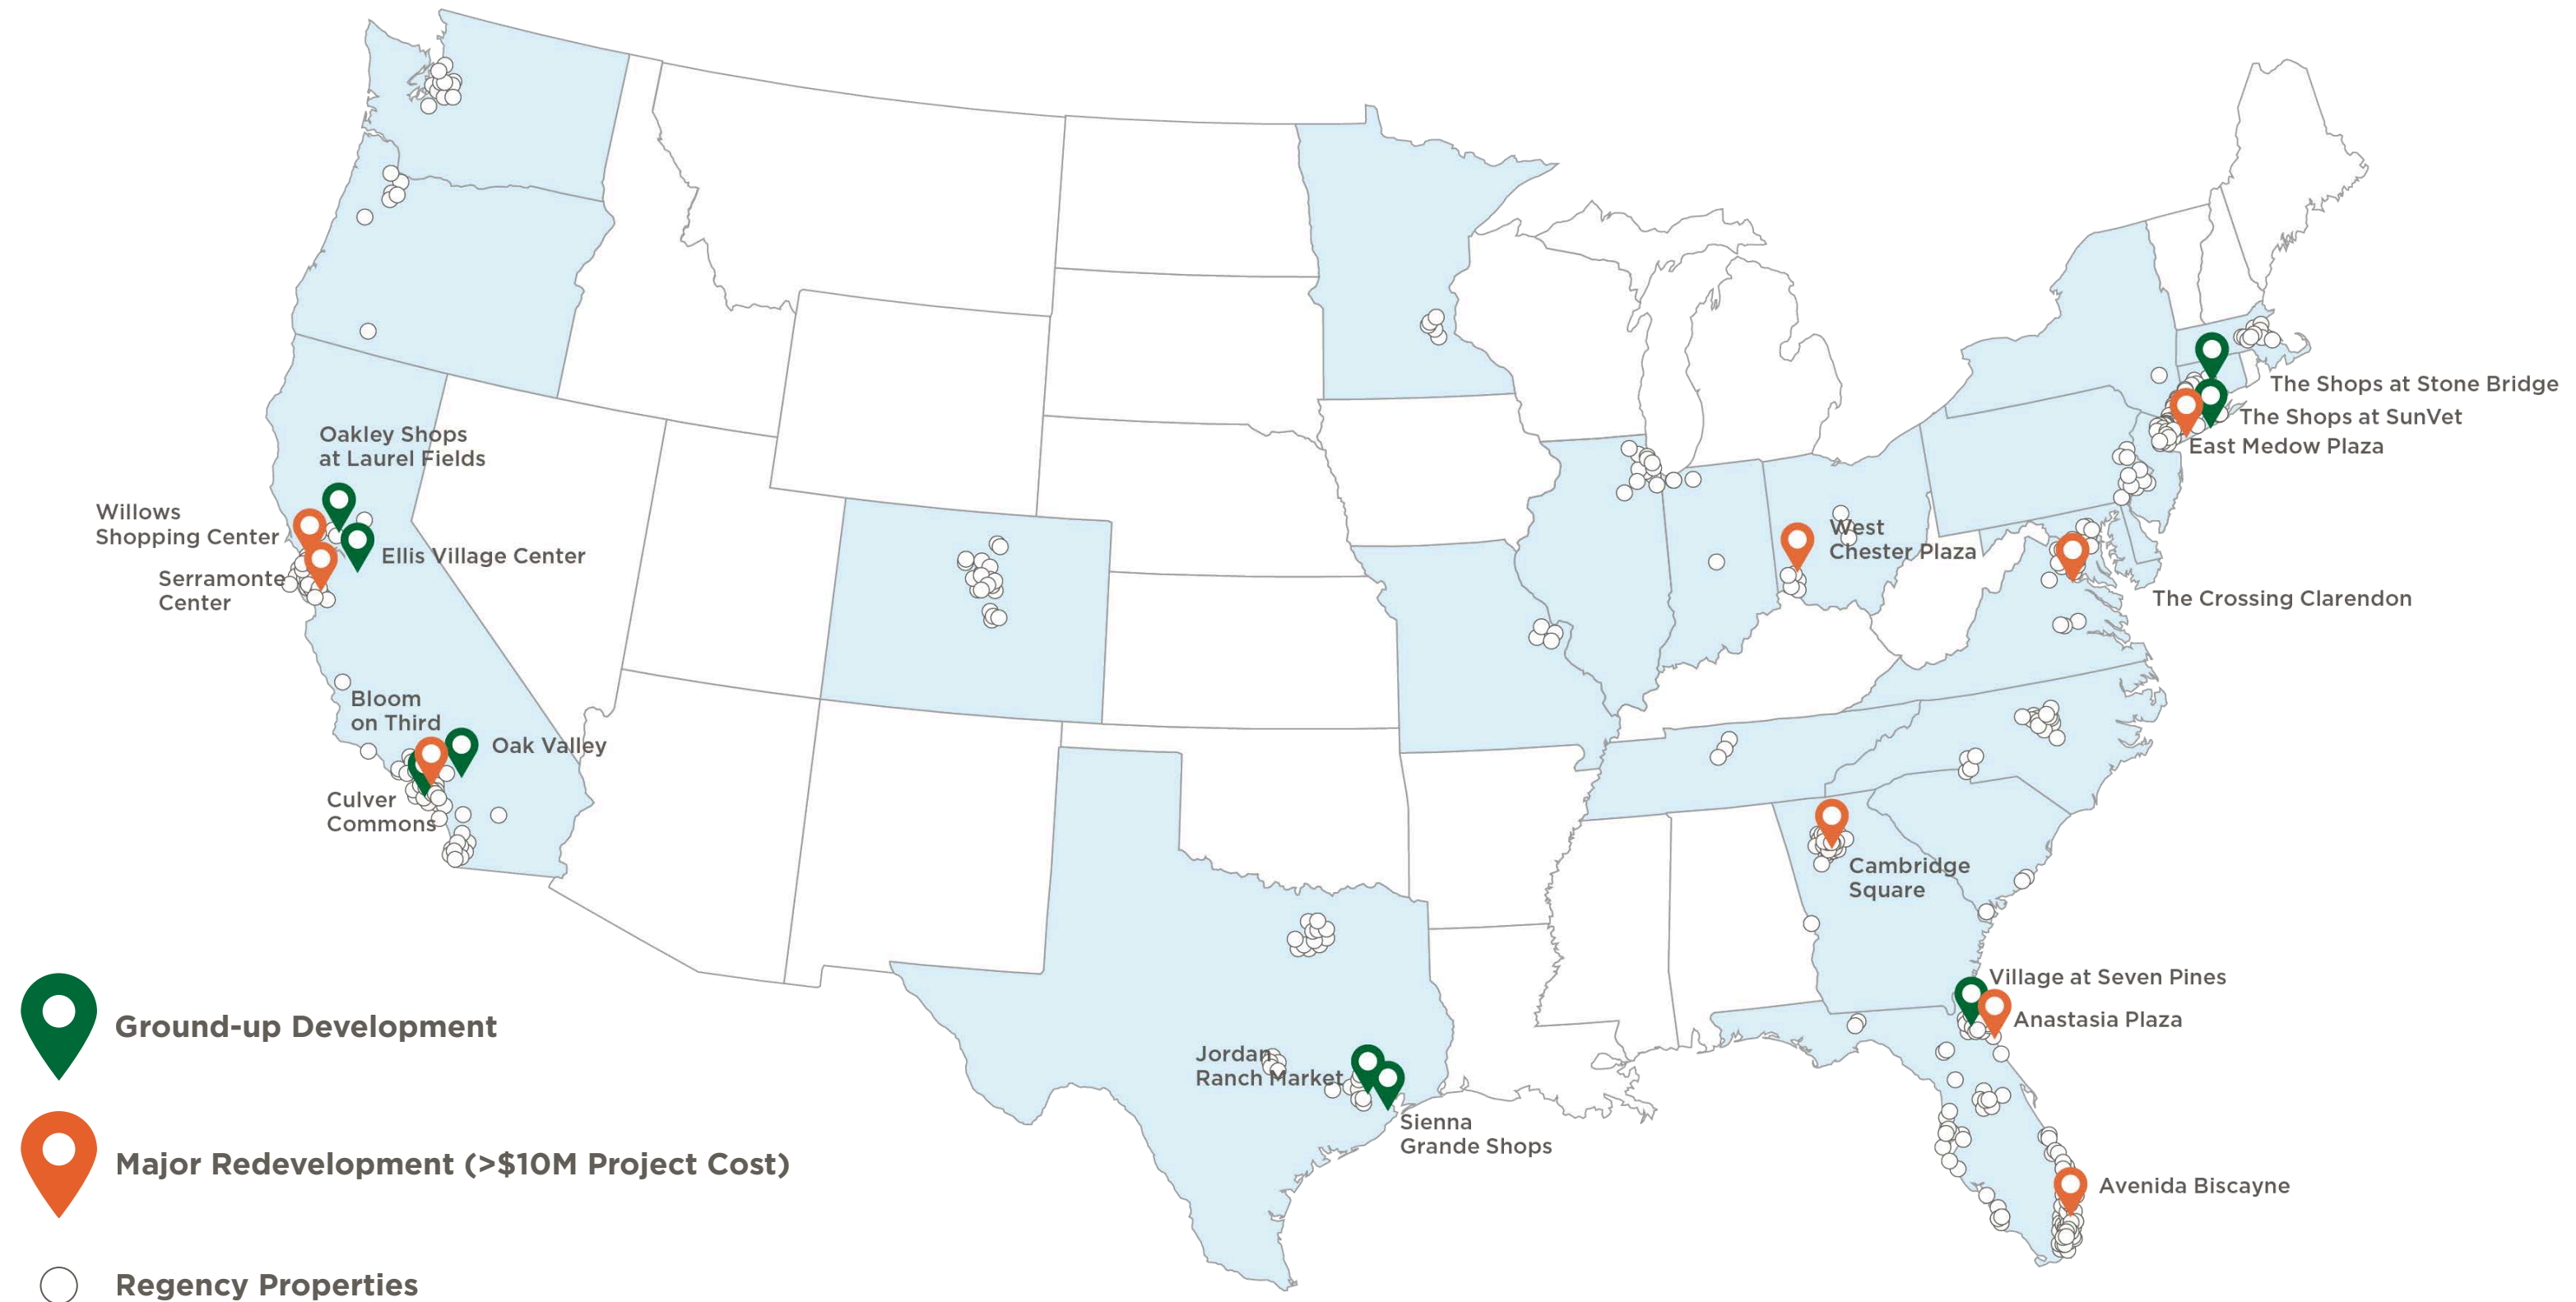 Oakley Shops
at Laurel Fields
Willows
Shopping Center
Ellis Village Center
Serramonte
Center
Bloom
on Third
Oak Valley
Culver
Commons
The Shops at Stone Bridge
The Shops at SunVet
East Medow Plaza
West
Chester Plaza
The Crossing Clarendon
Cambridge
Square
Village at Seven Pines
Anastasia Plaza
Jordan
Ranch Market
Sienna
Grande Shops
Avenida Biscayne
Ground-up Development
Major Redevelopment (>$10M Project Cost)
Regency Properties